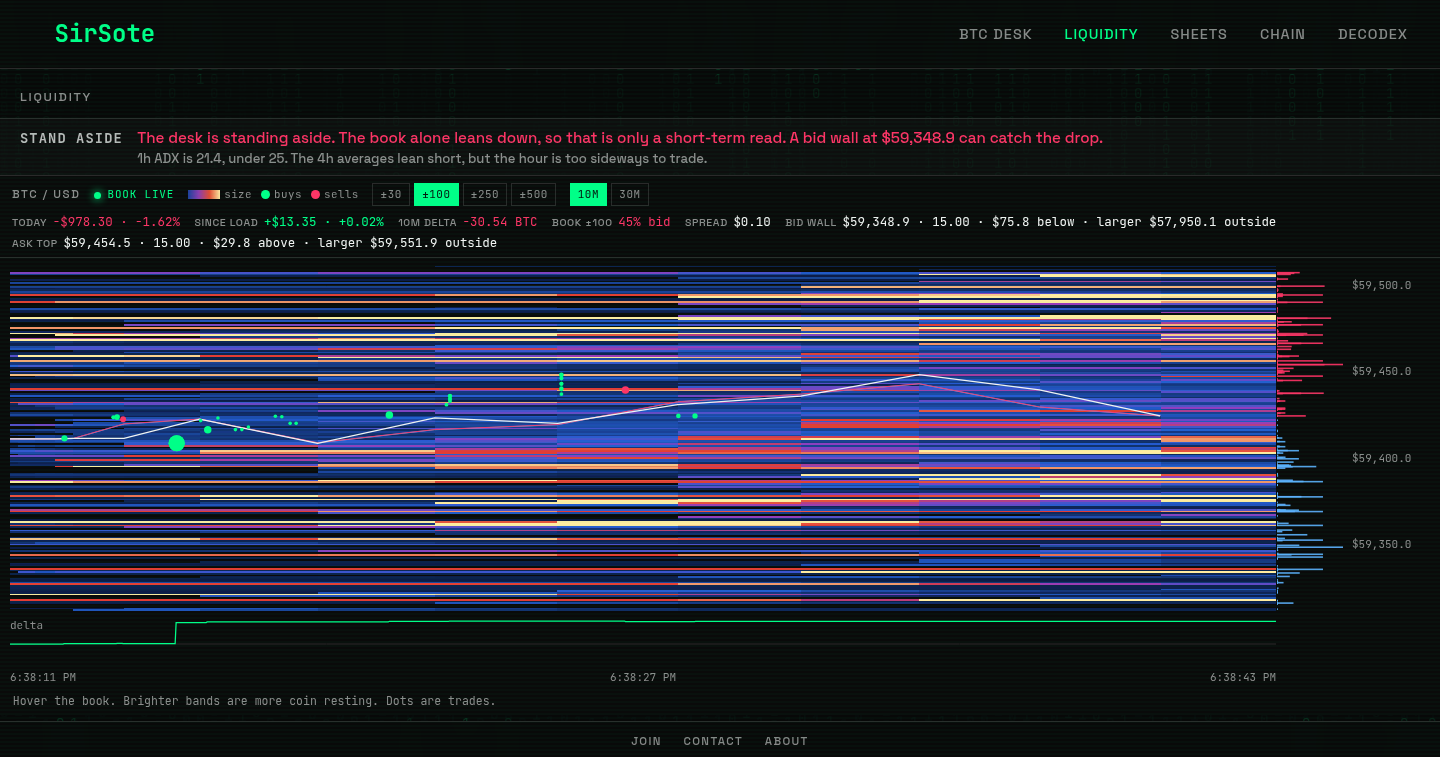 SirSote
BTC DESK LIQUIDITY SHEETS CHAIN DECODEX
LIQUIDITY
STAND ASIDE The desk is standing aside. The book alone leans down, so that is only a short-term read. A bid wall at $59,348.9 can catch the drop.
1h ADX is 21.4, under 25. The 4h averages lean short, but the hour is too sideways to trade.
BTC / USD BOOK LIVE size buys sells ±30 ±100 ±250 ±500 10M 30M
TODAY -$978.30 · -1.62% SINCE LOAD +$13.35 · +0.02% 10M DELTA -30.54 BTC BOOK ±100 45% bid SPREAD $0.10 BID WALL $59,348.9 · 15.00 · $75.8 below · larger $57,950.1 outside
ASK TOP $59,454.5 · 15.00 · $29.8 above · larger $59,551.9 outside
$59,500.0
$59,450.0
$59,400.0
$59,350.0
delta
6:38:11 PM 6:38:27 PM 6:38:43 PM
Hover the book. Brighter bands are more coin resting. Dots are trades.
JOIN CONTACT ABOUT